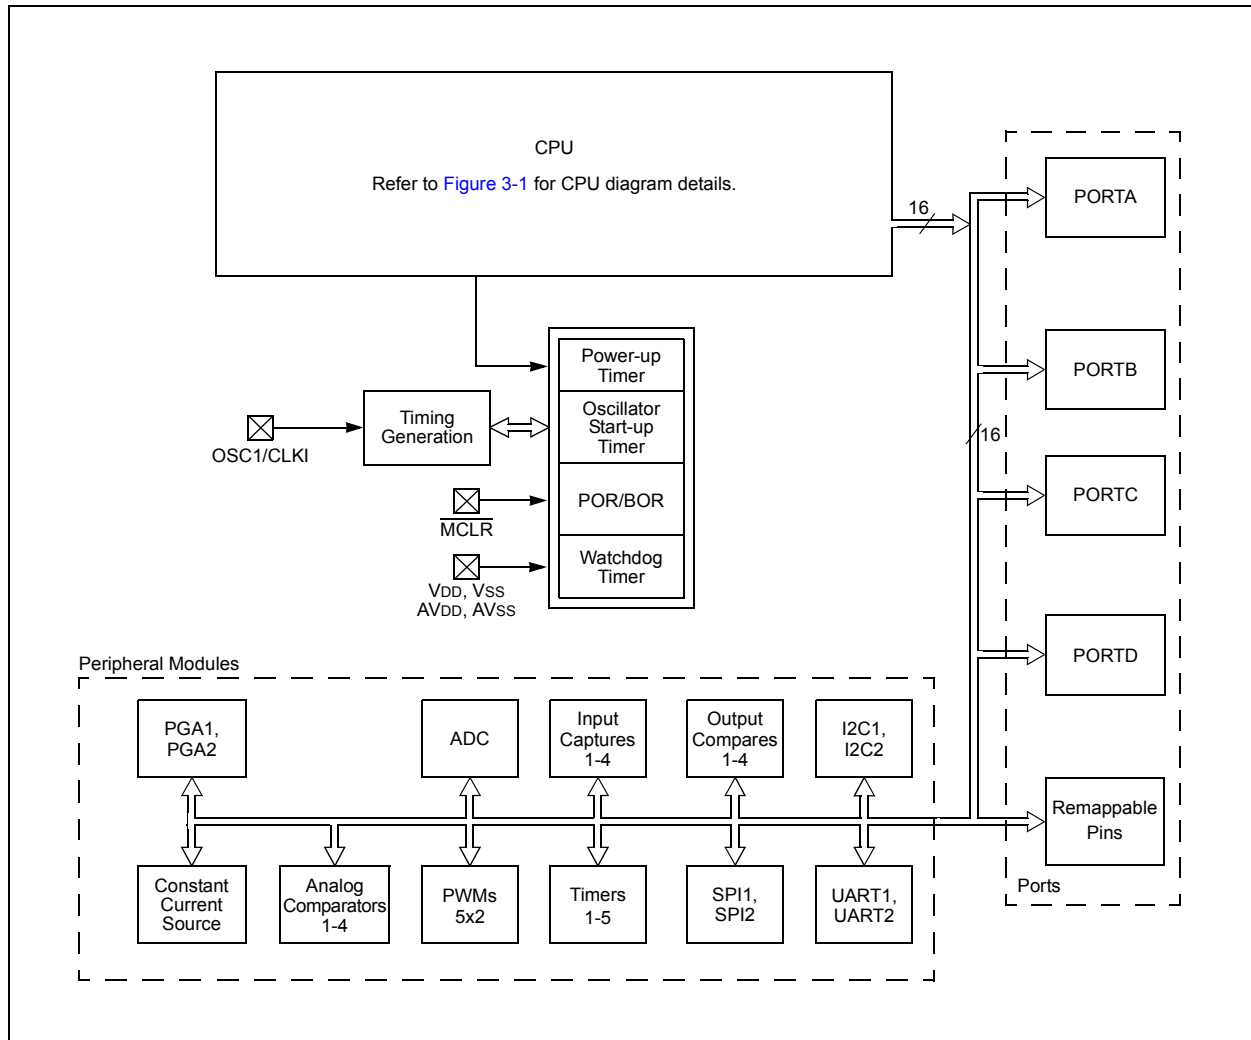 CPU
Refer to Figure 3-1 for CPU diagram details.
16
PORTA
Power-up
Timer
PORTB
Oscillator
Start-up
Timer
Timing
Generation
OSC1/CLKI
16
PORTC
POR/BOR
MCLR
Watchdog
Timer
VDD, VSS
AVDD, AVSS
PORTD
Peripheral Modules
PGA1,
PGA2
ADC
Input
Captures
1-4
Output
Compares
1-4
I2C1,
I2C2
Remappable
Pins
Constant
Current
Source
Analog
Comparators
1-4
PWMs
5x2
Timers
1-5
SPI1,
SPI2
UART1,
UART2
Ports